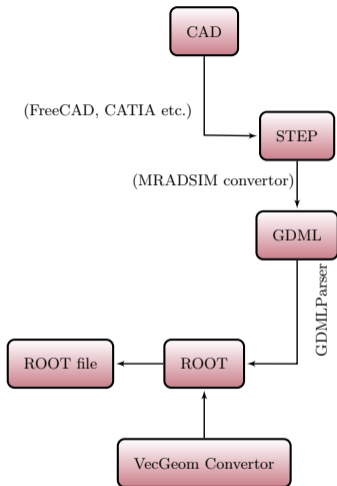 CAD
(FreeCAD, CATIA etc.)
STEP
(MRADSIM convertor)
GDML
GDMLParser
ROOT file
ROOT
VecGeom Convertor